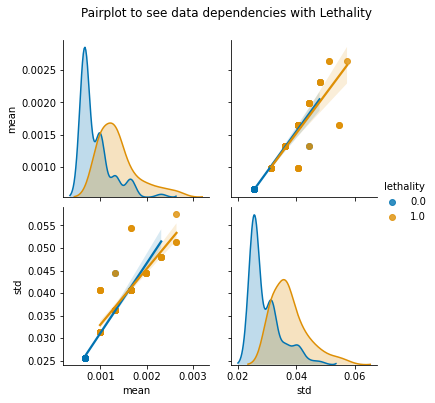 Pairplot to see data dependencies with Lethality
0.0025
0.0020
0.0015
0.0010
mean
lethality
0.0
1.0
0.055
0.050
0.045
0.040
0.035
0.030
0.025
std
0.001 0.002 0.003
mean
0.02 0.04 0.06
std